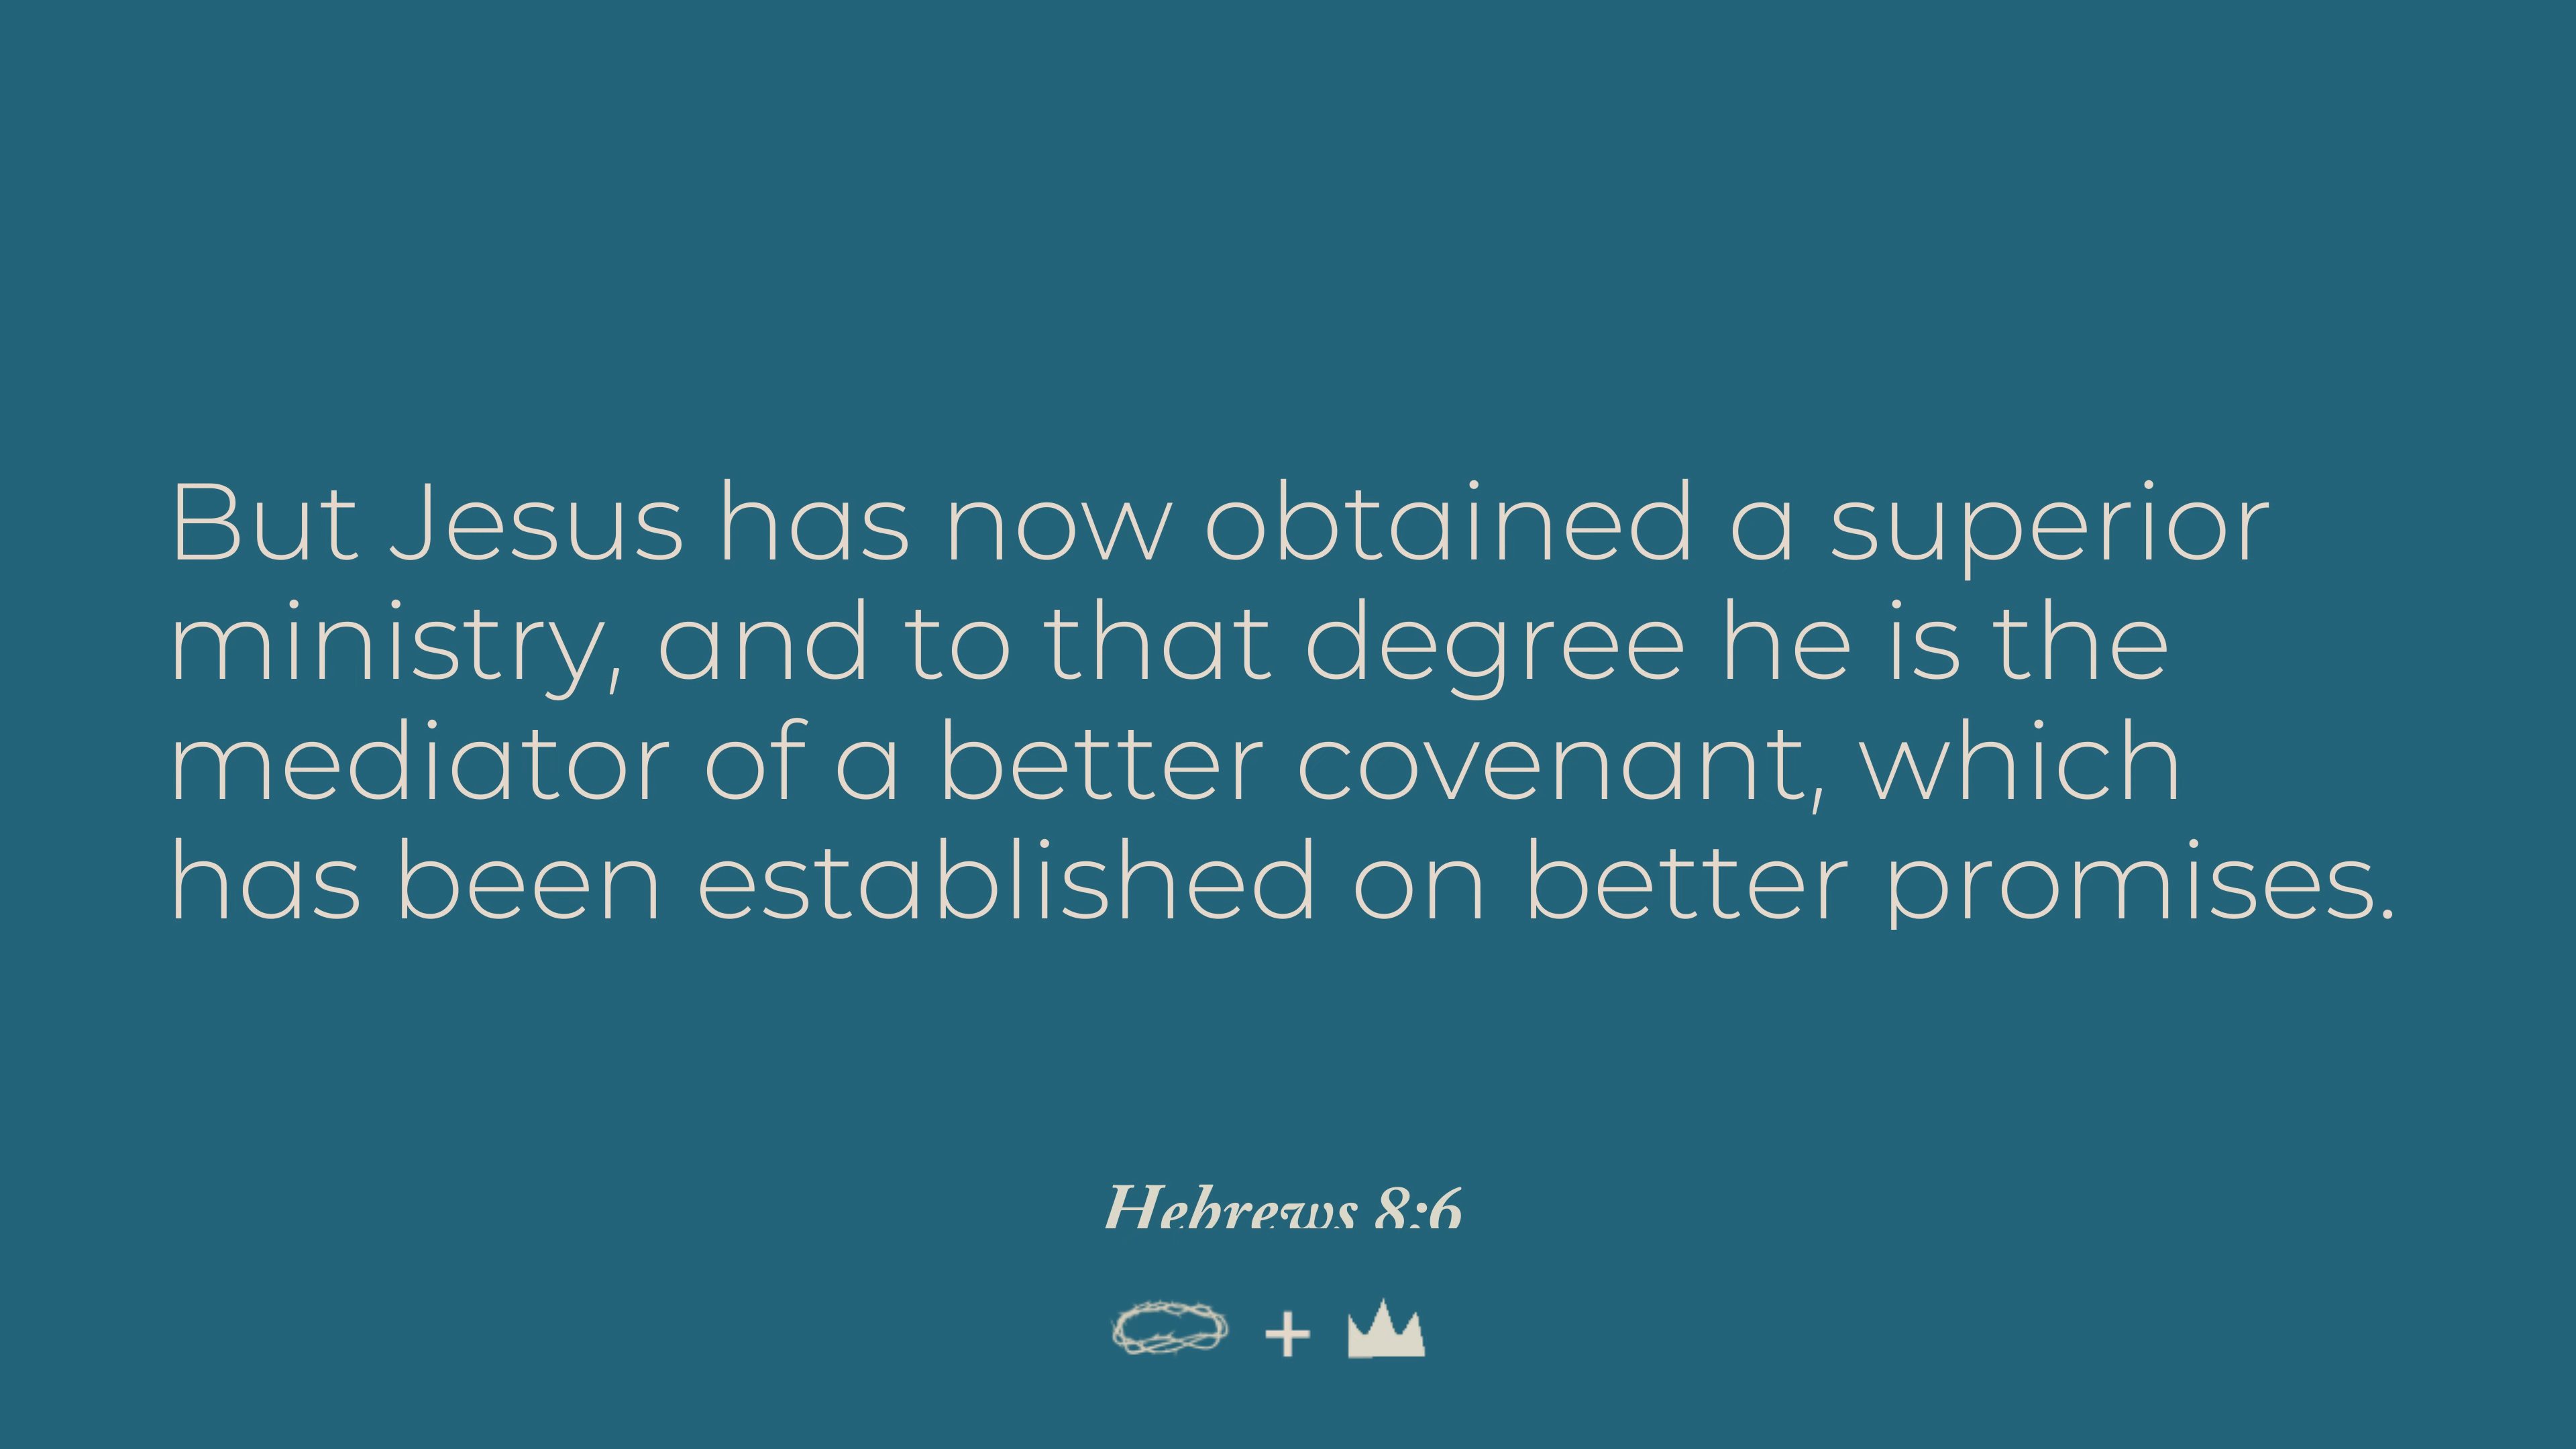 But Jesus has now obtained a superior
ministry, and to that degree he is the
mediator of a better covenant, which
has been established on better promises.
Hebrews 8:6
+